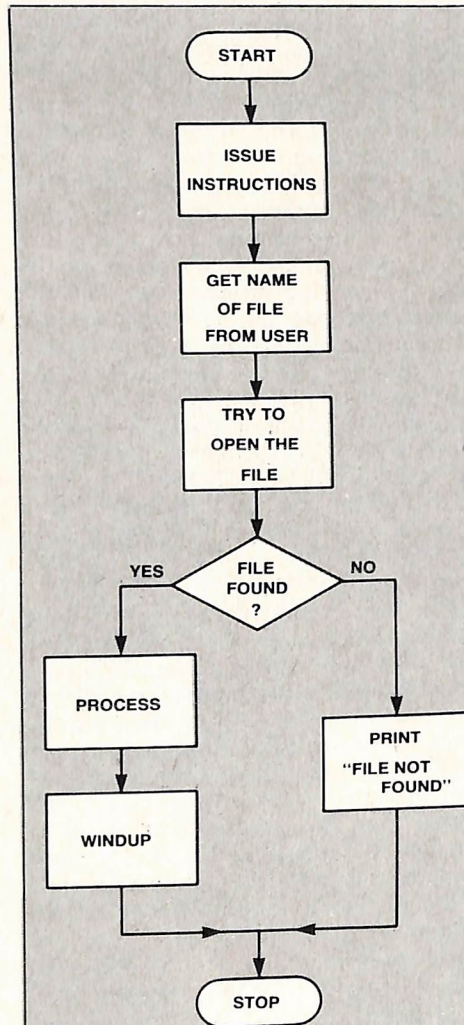 START
ISSUE
INSTRUCTIONS
GET NAME
OF FILE
FROM USER
TRY TO
OPEN THE
FILE
FILE
FOUND
?
YES
NO
PROCESS
WINDUP
PRINT
“FILE NOT
FOUND”
STOP